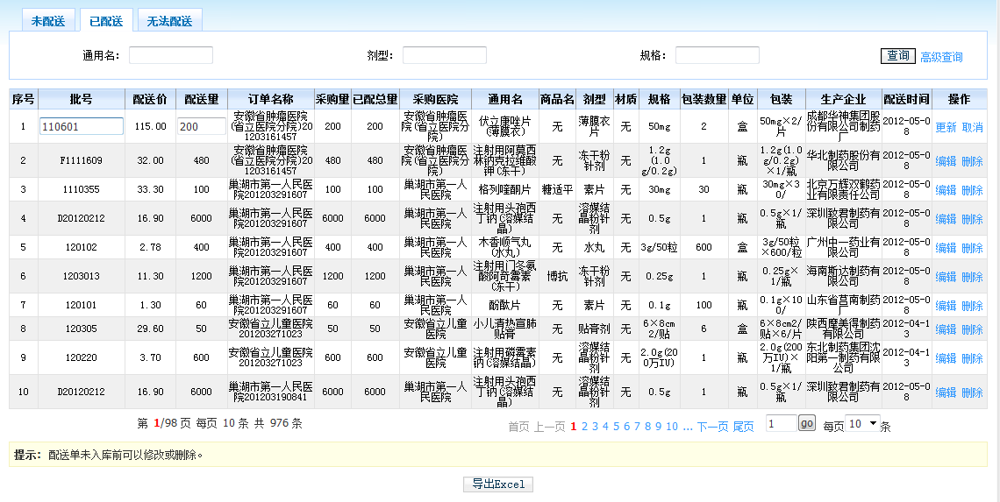 未配送 已配送 无法配送
通用名： 剂型： 规格： 查询 高级查询
序号 批号 配送价 配送量 订单名称 采购量 已配总量 采购医院 通用名 商品名 剂型 材质 规格 包装数量 单位 包装 生产企业 配送时间 操作
1 110601 115.00 200 安徽省肿瘤医院(省立医院分院)201203161457 200 200 安徽省肿瘤医院(省立医院分院) 伏立康唑片(薄膜衣) 无 薄膜衣片 无 50mg 2 盒 50mg×2/片 成都华神集团股份有限公司制药厂 2012-05-08 更新 取消
2 F1111609 32.00 480 安徽省肿瘤医院(省立医院分院)201203161457 480 480 安徽省肿瘤医院(省立医院分院) 注射用阿莫西林钠克拉维酸钾(冻干) 无 冻干粉针剂 无 1.2g(1.0g/0.2g) 1 瓶 1.2g(1.0g/0.2g)×1/瓶 华北制药股份有限公司 2012-05-08 编辑 删除
3 1110355 33.30 100 巢湖市第一人民医院201203291607 100 100 巢湖市第一人民医院 格列喹酮片 糖适平 素片 无 30mg 30 瓶 30mg×30/ 北京万辉双鹤药业有限责任公司 2012-05-08 编辑 删除
4 D20120212 16.90 6000 巢湖市第一人民医院201203291607 6000 6000 巢湖市第一人民医院 注射用头孢西丁钠(溶媒结晶) 无 溶媒结晶粉针剂 无 0.5g 1 瓶 0.5g×1/瓶 深圳致君制药有限公司 2012-05-08 编辑 删除
5 120102 2.78 400 巢湖市第一人民医院201203291607 400 400 巢湖市第一人民医院 木香顺气丸(水丸) 无 水丸 无 3g/50粒 600 盒 3g/50粒×600/粒 广州中一药业有限公司 2012-05-08 编辑 删除
6 1203013 11.30 1200 巢湖市第一人民医院201203291607 1200 1200 巢湖市第一人民医院 注射用门冬氨酸阿奇霉素(冻干) 博抗 冻干粉针剂 无 0.25g 1 瓶 0.25g×1/瓶 海南斯达制药有限公司 2012-05-08 编辑 删除
7 120101 1.30 60 巢湖市第一人民医院201203291607 60 60 巢湖市第一人民医院 酚酞片 无 素片 无 0.1g 100 瓶 0.1g×100/ 山东省莒南制药厂 2012-05-08 编辑 删除
8 120305 29.60 50 安徽省立儿童医院201203271023 50 50 安徽省立儿童医院 小儿清热宣肺贴膏 无 贴膏剂 无 6×8cm2/贴 6 盒 6×8cm2/贴×6/片 陕西摩美得制药有限公司 2012-04-13 编辑 删除
9 120220 3.70 600 安徽省立儿童医院201203271023 600 600 安徽省立儿童医院 注射用磷霉素钠(溶媒结晶) 无 溶媒结晶粉针剂 无 2.0g(200万IU) 1 瓶 2.0g(200万IU)×1/瓶 东北制药集团沈阳第一制药有限公司 2012-04-13 编辑 删除
10 D20120212 16.90 6000 巢湖市第一人民医院201203190841 6000 6000 巢湖市第一人民医院 注射用头孢西丁钠(溶媒结晶) 无 溶媒结晶粉针剂 无 0.5g 1 瓶 0.5g×1/瓶 深圳致君制药有限公司 2012-05-08 编辑 删除
第 1/98 页 每页 10 条 共 976 条 首页 上一页 1 2 3 4 5 6 7 8 9 10 ... 下一页 尾页 1 go 每页 10 条
提示：配送单未入库前可以修改或删除。
导出Excel